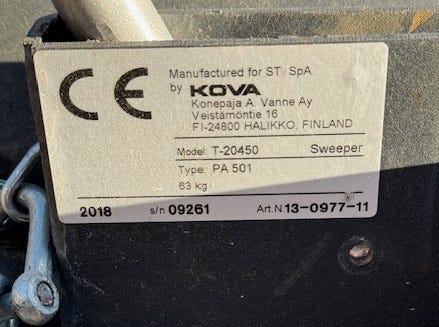 CE
Manufactured for ST. SpA
by KOVA
Konepaja A. Vanne Ay
Veistämöntie 16
FI-24800 HALIKKO, FINLAND
Model: T-20450 Sweeper
Type: PA 501
63 kg
2018 s/n 09261 Art.N.13-0977-11